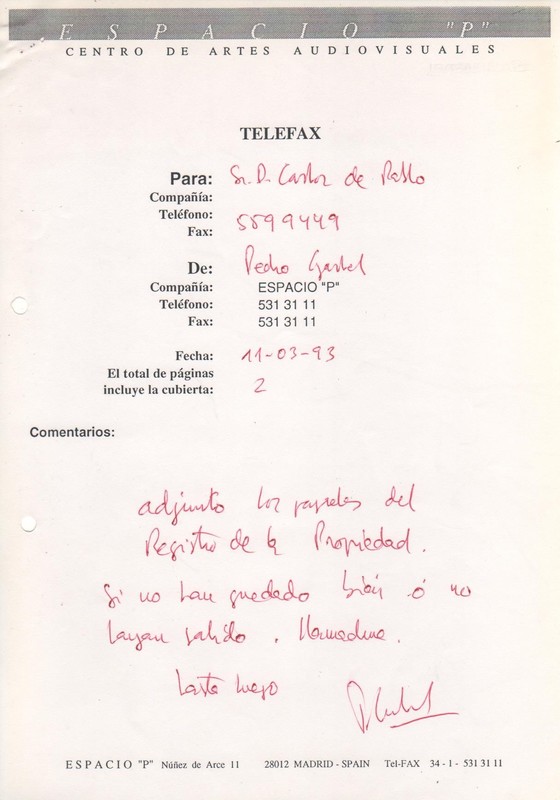 ESPACIO "P"
CENTRO DE ARTES AUDIOVISUALES
TELEFAX
Para: Sr. D. Carlos de Pablo
Compañía:
Teléfono:
Fax: 5599449
De: Pedro
Compañía: ESPACIO "P"
Teléfono: 531 31 11
Fax: 531 31 11
Fecha: 11-03-93
El total de páginas
incluye la cubierta: 2
Comentarios:
adjunto los papeles del
Registro de la Propiedad.
Si no han quedado bién ó no
hayan salido, llamadme.
hasta luego
ESPACIO "P" Núñez de Arce 11 28012 MADRID - SPAIN Tel-FAX 34 - 1 - 531 31 11